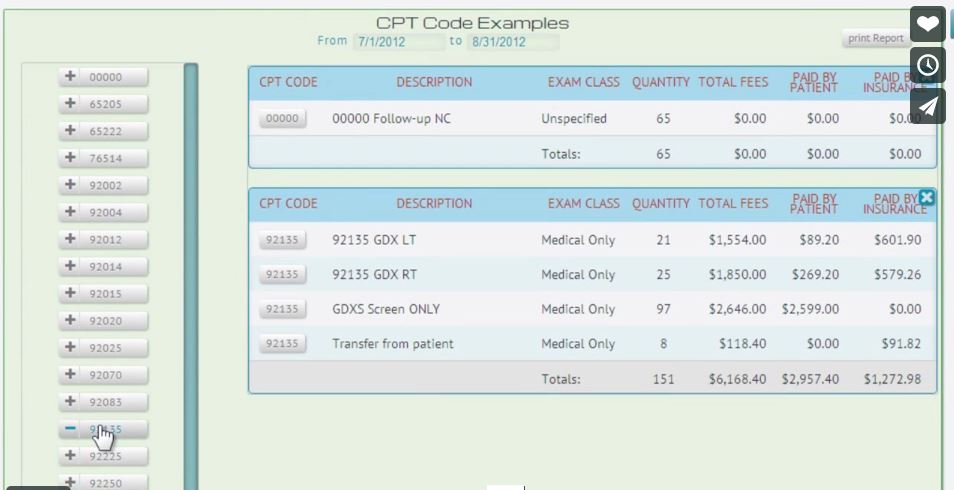 CPT Code Examples
From 7/1/2012 to 8/31/2012
print Report
00000
65205
65222
76514
92002
92004
92012
92014
92015
92020
92025
92070
92083
92225
92250
CPT CODE DESCRIPTION EXAM CLASS QUANTITY TOTAL FEES PAID BY PATIENT PAID BY INSURANCE
00000 00000 Follow-up NC Unspecified 65 $0.00 $0.00 $0.00
Totals: 65 $0.00 $0.00 $0.00
CPT CODE DESCRIPTION EXAM CLASS QUANTITY TOTAL FEES PAID BY PATIENT PAID BY INSURANCE
92135 92135 GDX LT Medical Only 21 $1,554.00 $89.20 $601.90
92135 92135 GDX RT Medical Only 25 $1,850.00 $269.20 $579.26
92135 GDXS Screen ONLY Medical Only 97 $2,646.00 $2,599.00 $0.00
92135 Transfer from patient Medical Only 8 $118.40 $0.00 $91.82
Totals: 151 $6,168.40 $2,957.40 $1,272.98